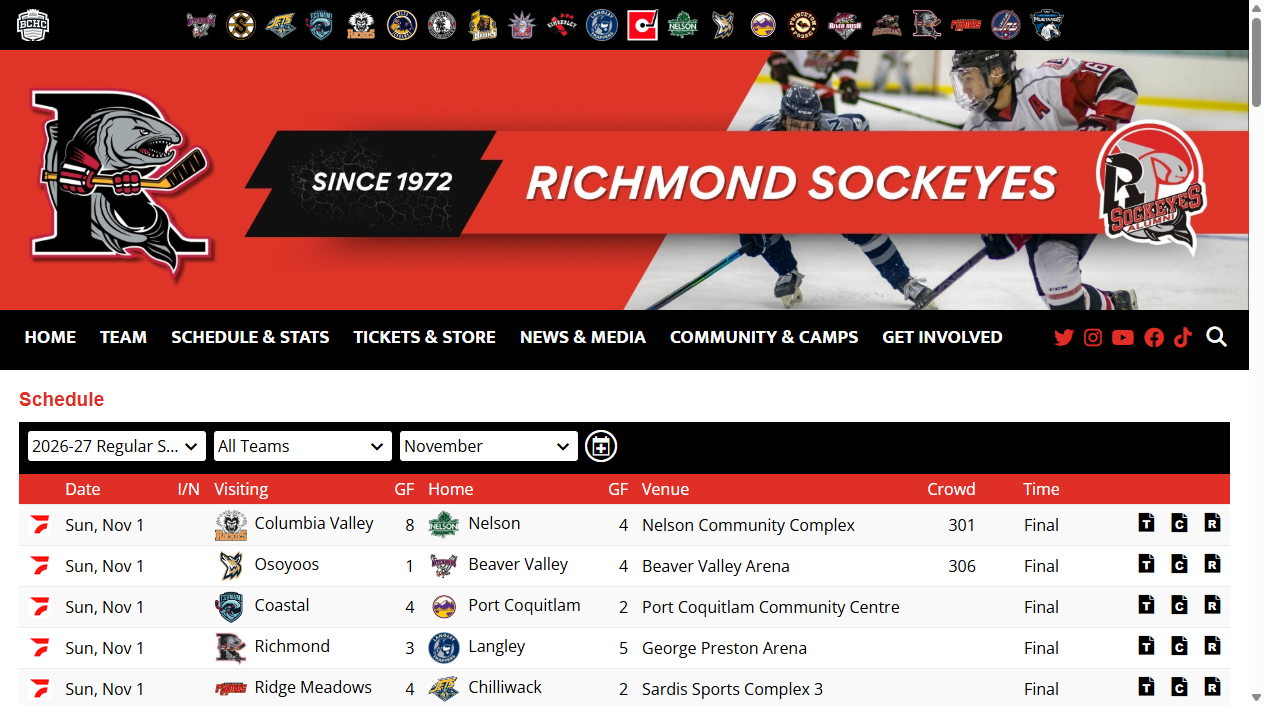 BCHC
SINCE 1972
RICHMOND SOCKEYES
SOCKEYES
ALUMNI
HOME TEAM SCHEDULE & STATS TICKETS & STORE NEWS & MEDIA COMMUNITY & CAMPS GET INVOLVED
Schedule
2026-27 Regular S... All Teams November
Date I/N Visiting GF Home GF Venue Crowd Time
Sun, Nov 1 Columbia Valley 8 Nelson 4 Nelson Community Complex 301 Final T C R
Sun, Nov 1 Osoyoos 1 Beaver Valley 4 Beaver Valley Arena 306 Final T C R
Sun, Nov 1 Coastal 4 Port Coquitlam 2 Port Coquitlam Community Centre Final T C R
Sun, Nov 1 Richmond 3 Langley 5 George Preston Arena Final T C R
Sun, Nov 1 Ridge Meadows 4 Chilliwack 2 Sardis Sports Complex 3 Final T C R